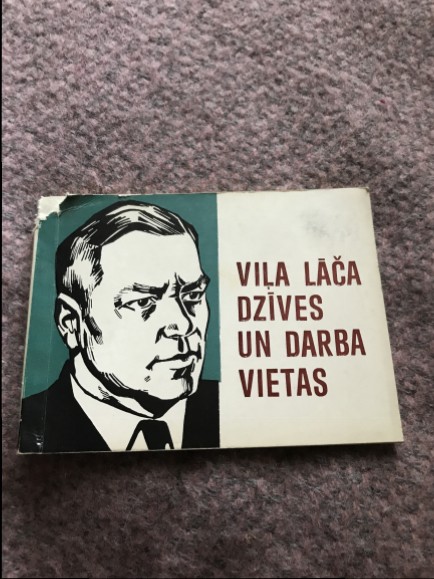 VIĻA LĀČA
DZĪVES
UN DARBA
VIETAS